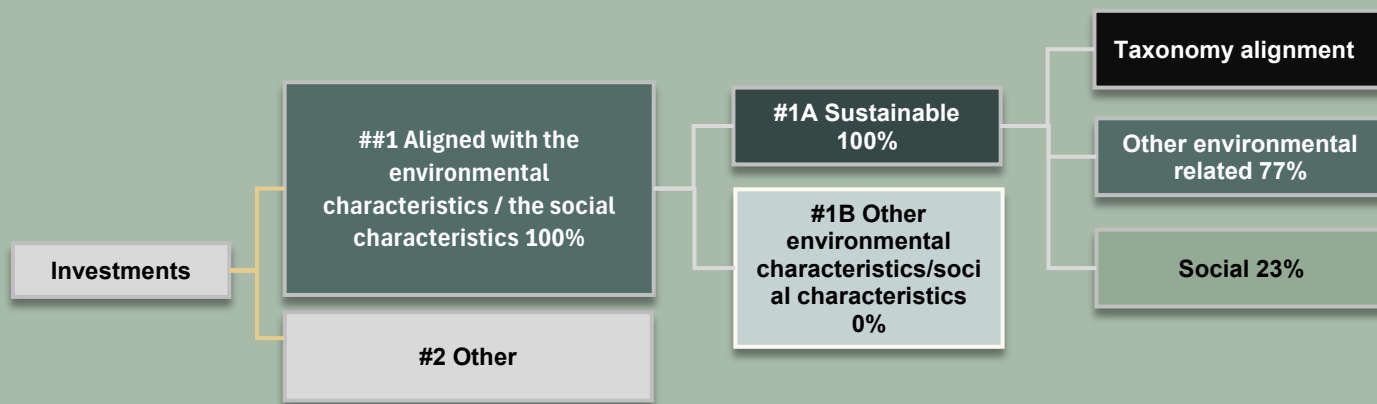 Investments
##1 Aligned with the
environmental
characteristics / the social
characteristics 100%
#2 Other
#1A Sustainable
100%
#1B Other
environmental
characteristics/soci
al characteristics
0%
Taxonomy alignment
Other environmental
related 77%
Social 23%